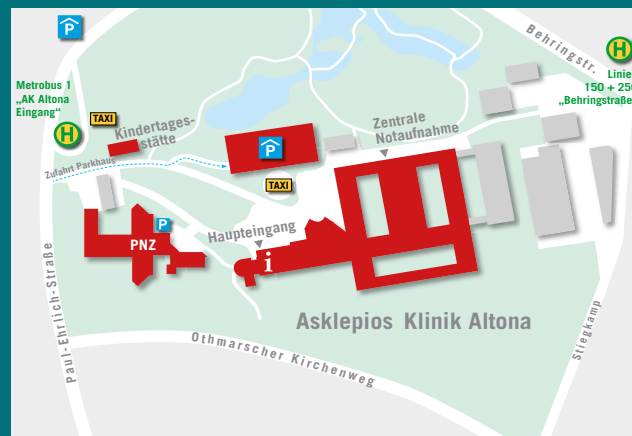 P
Behringstr.
H
Linie
150 + 250
„Behringstraße
Metrobus 1
„AK Altona
Eingang“
H
TAXI
Kindertages-
stätte
Zentrale
Notaufnahme
P
Zufahrt Parkhaus
TAXI
P
PNZ
Haupteingang
i
Asklepios Klinik Altona
Paul-Ehrlich-Straße
Othmarscher Kirchenweg
Stiegkamp